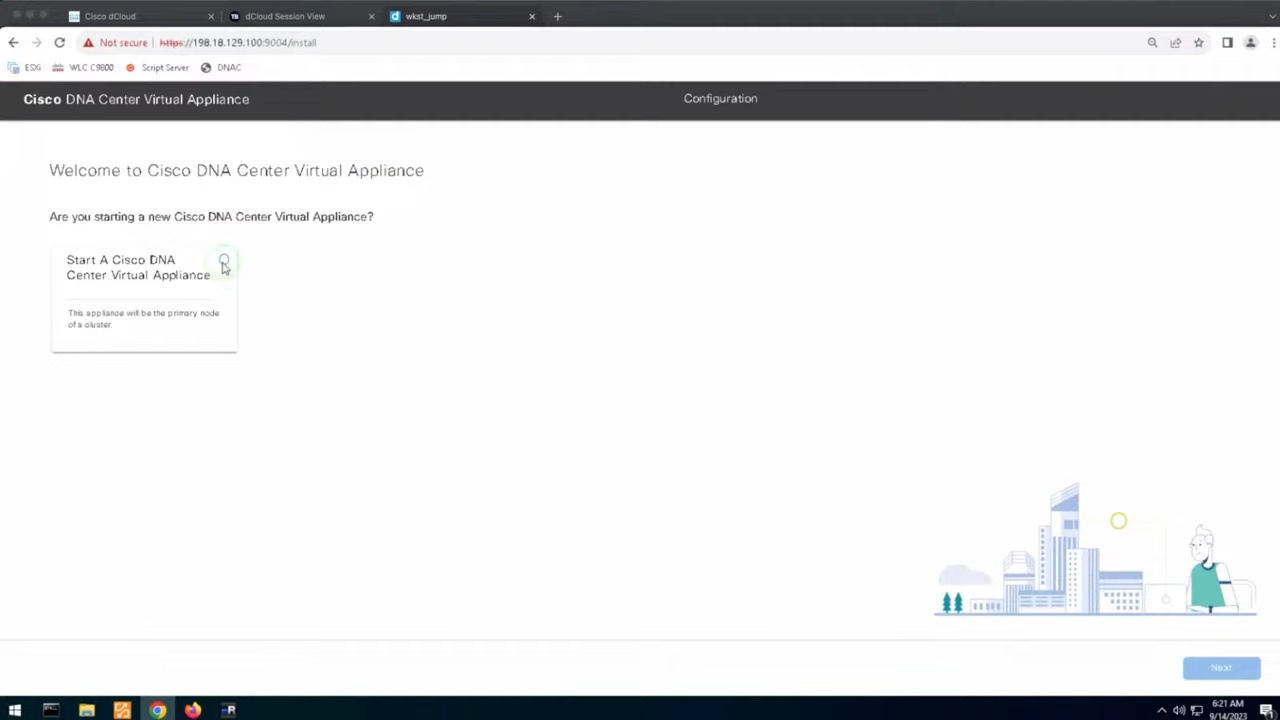 Cisco dCloud
dCloud Session View
wkst_jump
Not secure
https://198.18.129.100:9004/install
ESXi
WLC C9800
Script Server
DNAC
Cisco DNA Center Virtual Appliance
Configuration
Welcome to Cisco DNA Center Virtual Appliance
Are you starting a new Cisco DNA Center Virtual Appliance?
Start A Cisco DNA
Center Virtual Appliance
This appliance will be the primary node
of a cluster.
Next
6:21 AM
9/14/2023